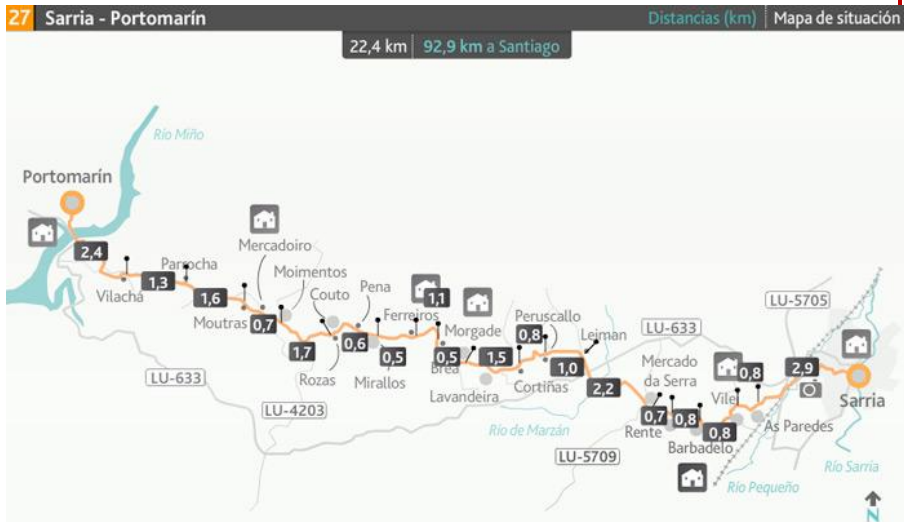 27 Sarria - Portomarín
Distancias (km) Mapa de situación
22,4 km 92,9 km a Santiago
Río Miño
Portomarín
Mercadoiro
2,4
Parrocha
Moimentos
Vilachá
1,3
1,6
Couto
Pena
1,1
LU-5705
Moutras
0,7
Ferreiros
Peruscallo
Leiman
1,7
0,6
0,5
Morgade
0,8
LU-633
0,5
Brea
1,5
Mercado
da Serra
LU-633
Rozas
Mirallos
Lavandeira
Cortiñas
1,0
0,8
2,9
2,2
Vilei
Sarria
LU-4203
0,7
0,8
As Paredes
Río de Marzán
Rente
Barbadelo
0,8
LU-5709
Río Sarria
Río Pequeño
N